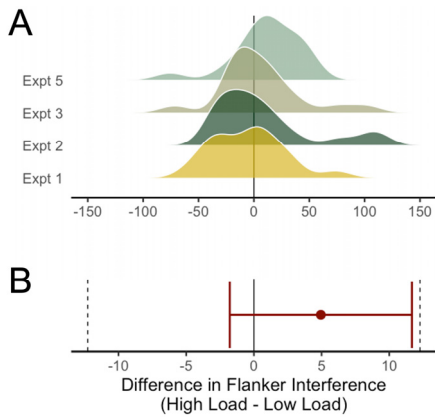 A
Expt 5
Expt 3
Expt 2
Expt 1
-150 -100 -50 0 50 100 150
B
-10 -5 0 5 10
Difference in Flanker Interference
(High Load - Low Load)